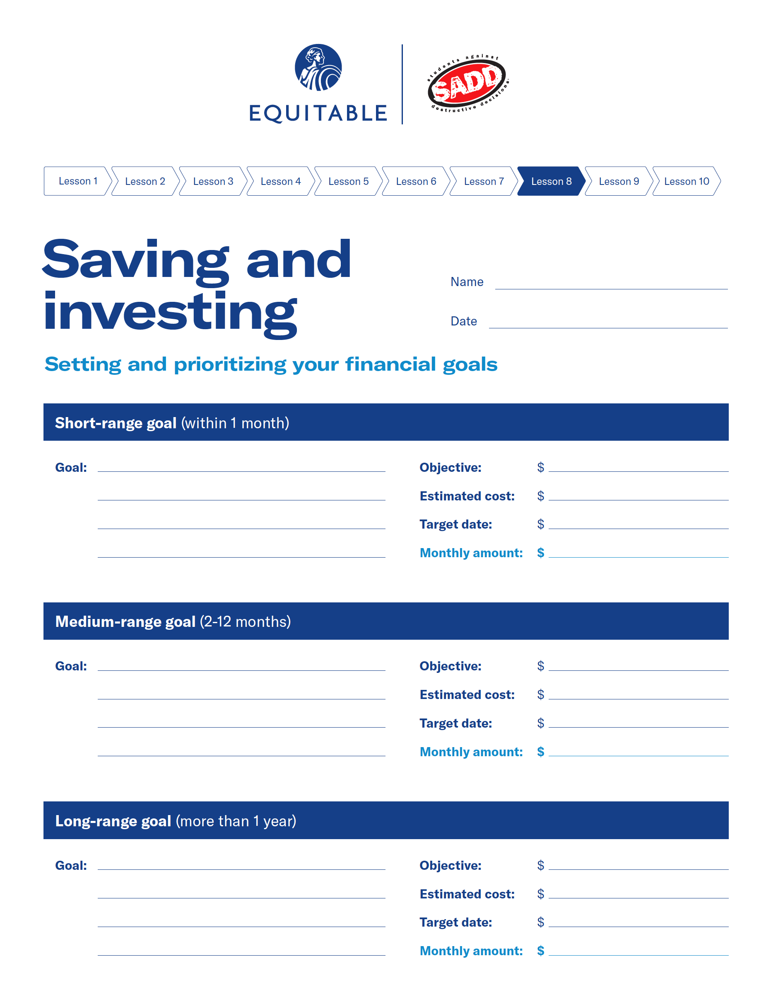 EQUITABLE
students against
SADD
destructive decisions
Lesson 1 Lesson 2 Lesson 3 Lesson 4 Lesson 5 Lesson 6 Lesson 7 Lesson 8 Lesson 9 Lesson 10
Saving and
investing
Name
Date
Setting and prioritizing your financial goals
Short-range goal (within 1 month)
Goal: Objective: $
Estimated cost: $
Target date: $
Monthly amount: $
Medium-range goal (2-12 months)
Goal: Objective: $
Estimated cost: $
Target date: $
Monthly amount: $
Long-range goal (more than 1 year)
Goal: Objective: $
Estimated cost: $
Target date: $
Monthly amount: $